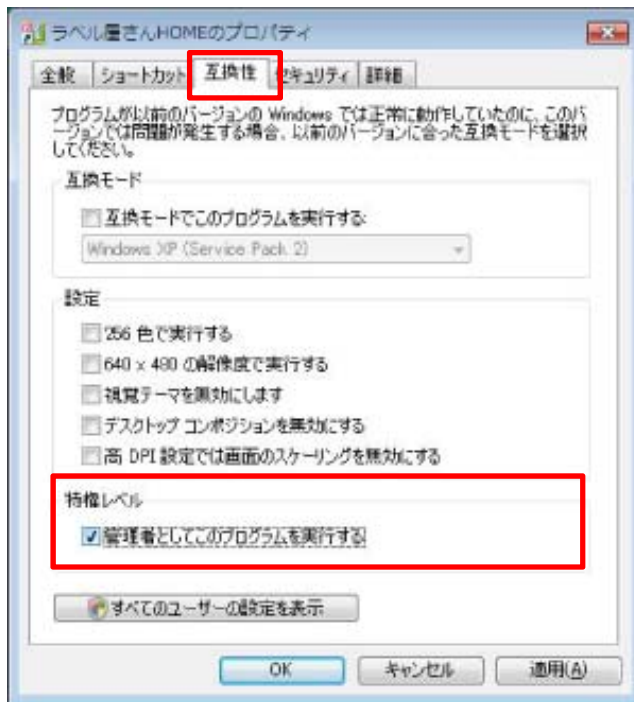 ラベル屋さんHOMEのプロパティ
全般 ショートカット 互換性 セキュリティ 詳細
プログラムが以前のバージョンの Windows では正常に動作していたのに、このバ
ージョンでは問題が発生する場合、以前のバージョンに合った互換モードを選択
してください。
互換モード
互換モードでこのプログラムを実行する:
Windows XP (Service Pack 2)
設定
256 色で実行する
640 x 480 の解像度で実行する
視覚テーマを無効にします
デスクトップ コンポジションを無効にする
高 DPI 設定では画面のスケーリングを無効にする
特権レベル
管理者としてこのプログラムを実行する
すべてのユーザーの設定を表示
OK キャンセル 適用(A)